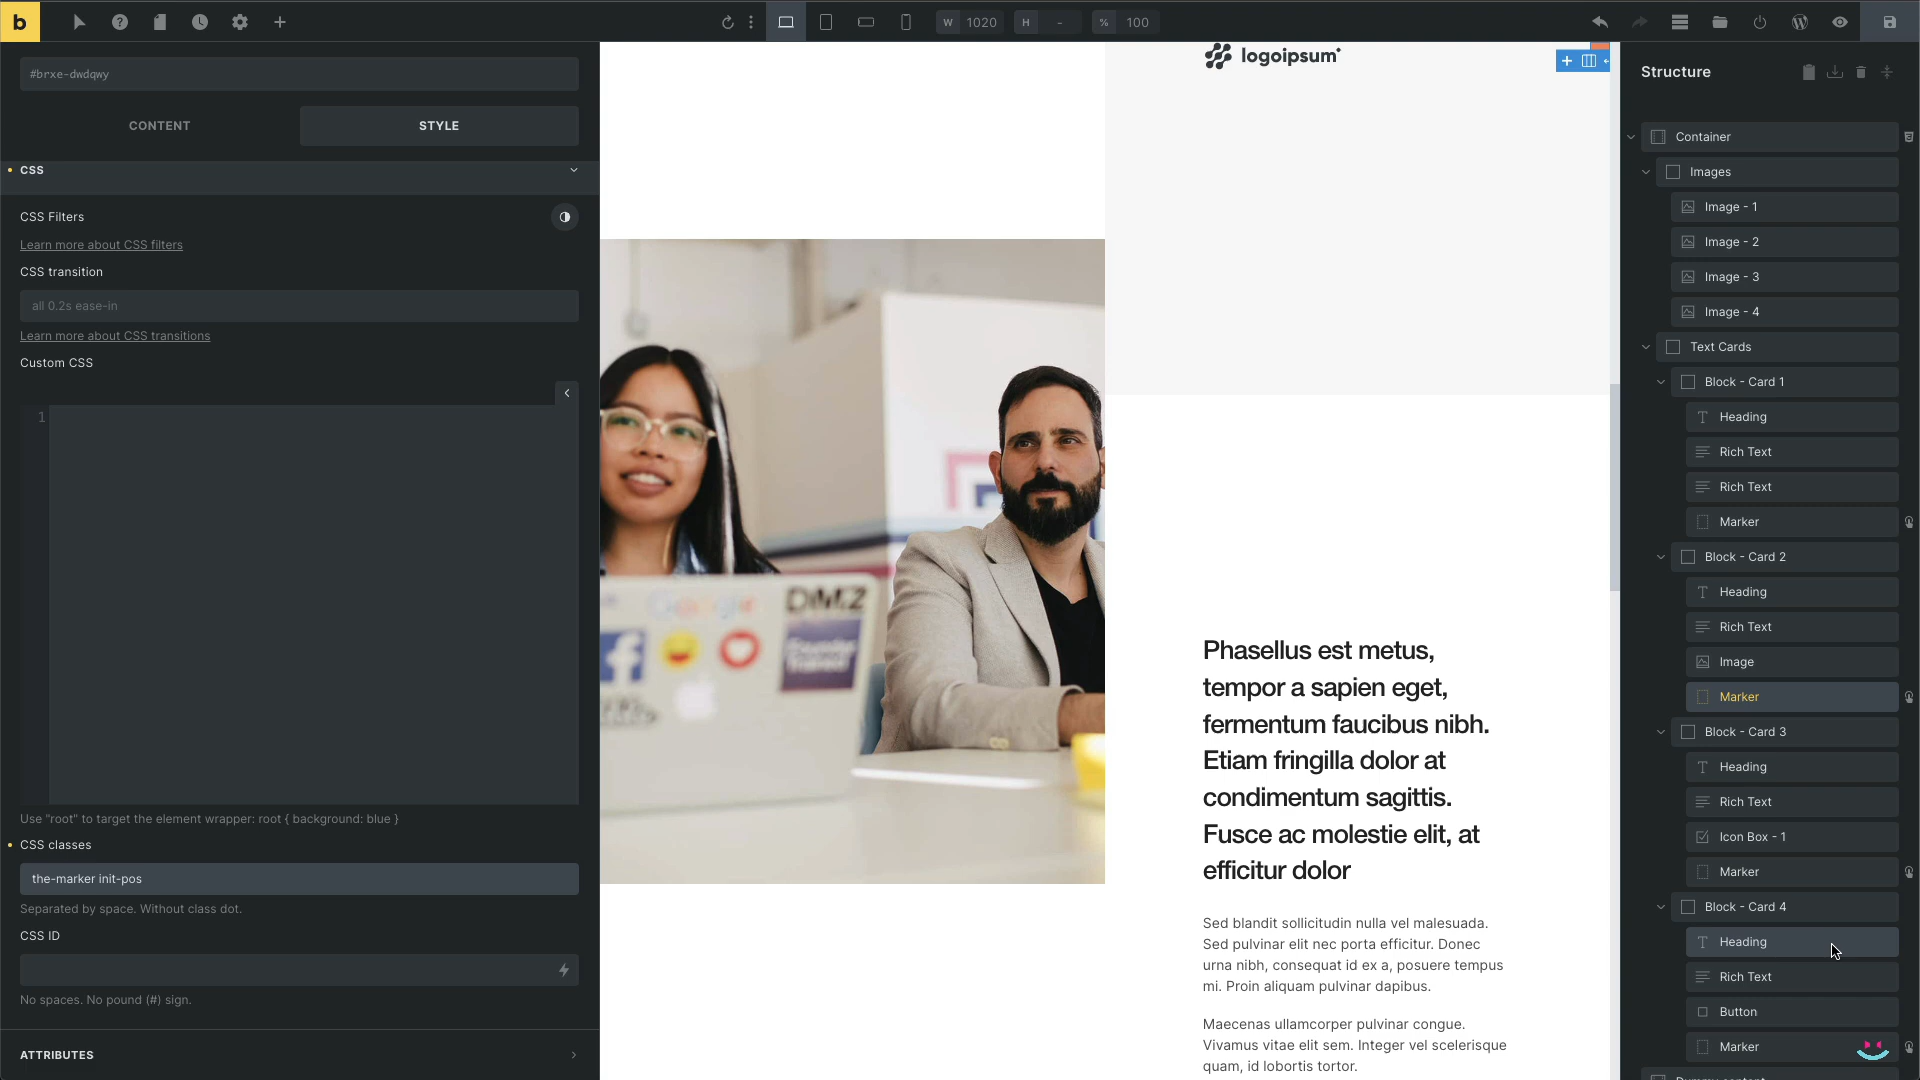 b
W 1020 H - % 100
#brxe-dwdqwy
CONTENT STYLE
CSS
CSS Filters
Learn more about CSS filters
CSS transition
all 0.2s ease-in
Learn more about CSS transitions
Custom CSS
1
Use "root" to target the element wrapper: root { background: blue }
CSS classes
the-marker init-pos
Separated by space. Without class dot.
CSS ID
No spaces. No pound (#) sign.
ATTRIBUTES
logoipsum
Google
DMZ
Phasellus est metus,
tempor a sapien eget,
fermentum faucibus nibh.
Etiam fringilla dolor at
condimentum sagittis.
Fusce ac molestie elit, at
efficitur dolor
Sed blandit sollicitudin nulla vel malesuada.
Sed pulvinar elit nec porta efficitur. Donec
urna nibh, consequat id ex a, posuere tempus
mi. Proin aliquam pulvinar dapibus.
Maecenas ullamcorper pulvinar congue.
Vivamus vitae elit sem. Integer vel scelerisque
quam, id lobortis tortor.
Structure
Container
Images
Image - 1
Image - 2
Image - 3
Image - 4
Text Cards
Block - Card 1
Heading
Rich Text
Rich Text
Marker
Block - Card 2
Heading
Rich Text
Image
Marker
Block - Card 3
Heading
Rich Text
Icon Box - 1
Marker
Block - Card 4
Heading
Rich Text
Button
Marker